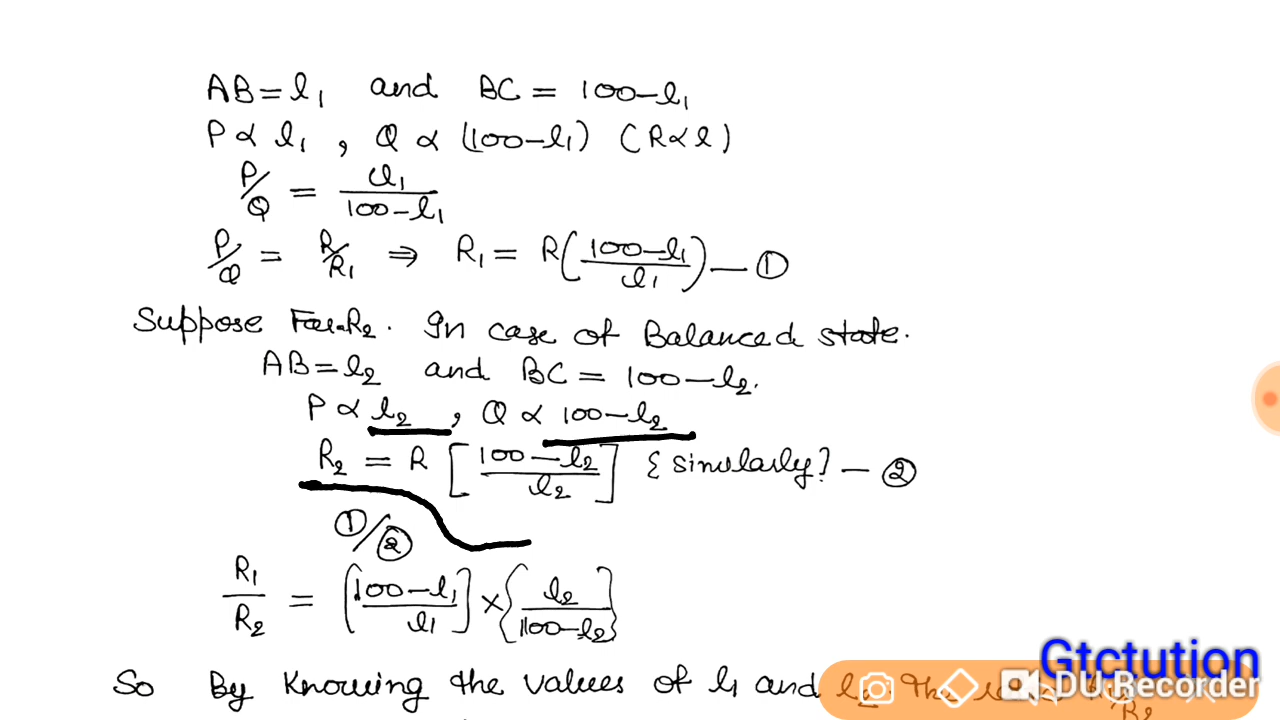 AB = l₁ and BC = 100 - l₁
P ∝ l₁ , Q ∝ (100 - l₁) (R ∝ l)
P/Q = l₁/(100 - l₁)
P/Q = R/R₁ ⇒ R₁ = R((100 - l₁)/l₁) — ①
Suppose For R₂. In case of Balanced state.
AB = l₂ and BC = 100 - l₂.
P ∝ l₂ , Q ∝ 100 - l₂
R₂ = R [(100 - l₂)/l₂] { similarly } — ②
①/②
R₁/R₂ = [(100 - l₁)/l₁] × {l₂/(100 - l₂)}
So By Knowing the values of l₁ and l₂ The
Gtctution
DU Recorder